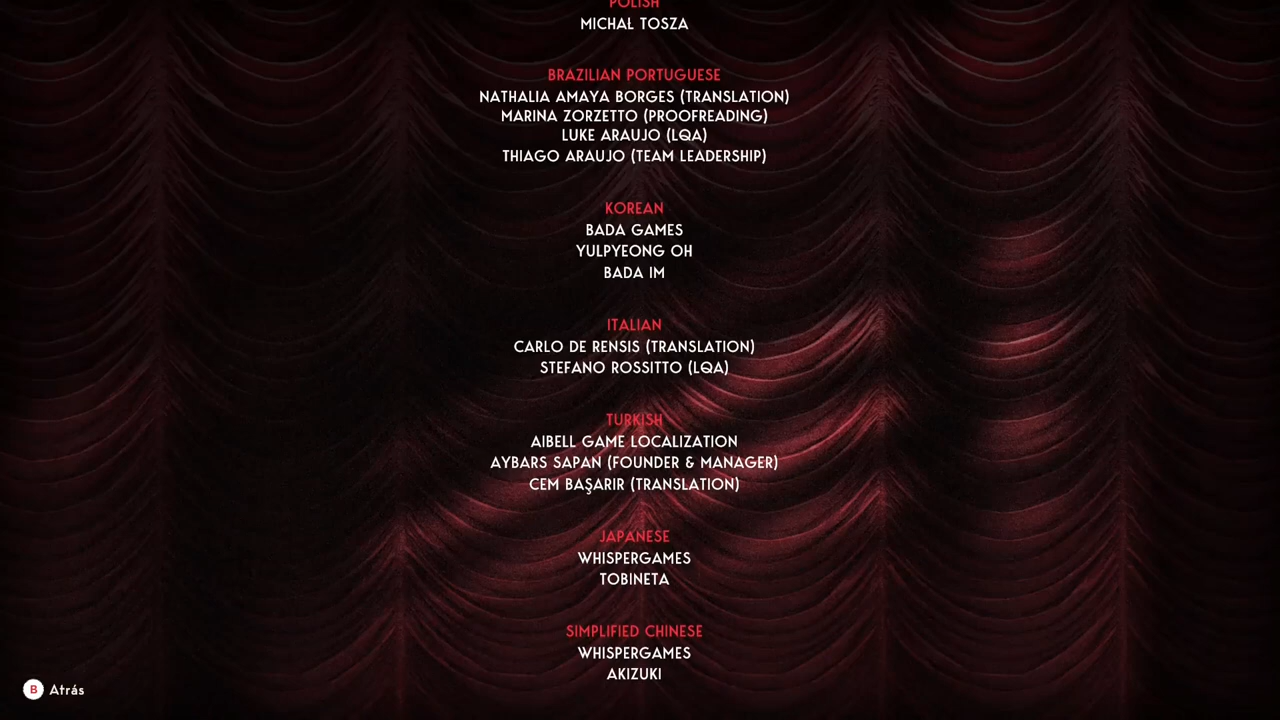 POLISH
MICHAŁ TOSZA
BRAZILIAN PORTUGUESE
NATHALIA AMAYA BORGES (TRANSLATION)
MARINA ZORZETTO (PROOFREADING)
LUKE ARAUJO (LQA)
THIAGO ARAUJO (TEAM LEADERSHIP)
KOREAN
BADA GAMES
YULPYEONG OH
BADA IM
ITALIAN
CARLO DE RENSIS (TRANSLATION)
STEFANO ROSSITTO (LQA)
TURKISH
AIBELL GAME LOCALIZATION
AYBARS SAPAN (FOUNDER & MANAGER)
CEM BAŞARIR (TRANSLATION)
JAPANESE
WHISPERGAMES
TOBINETA
SIMPLIFIED CHINESE
WHISPERGAMES
AKIZUKI
B Atrás